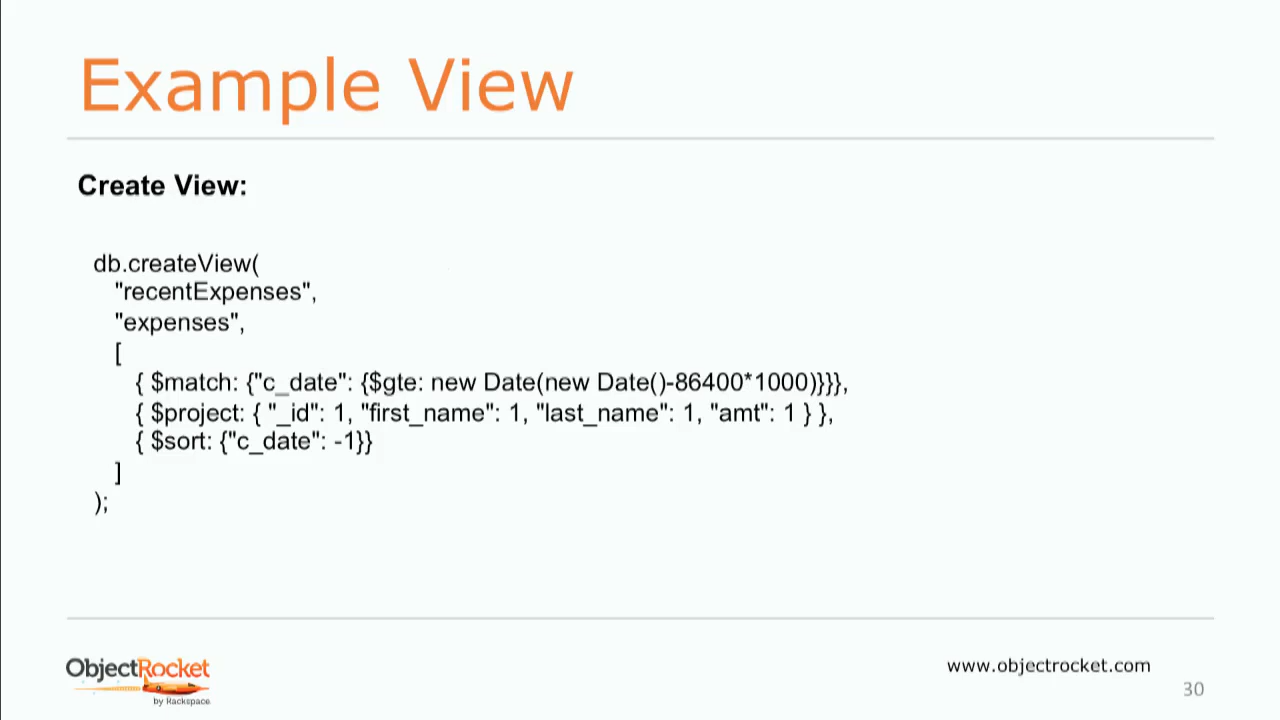 Example View
Create View:
db.createView(
"recentExpenses",
"expenses",
[
{ $match: {"c_date": {$gte: new Date(new Date()-86400*1000)}}},
{ $project: { "_id": 1, "first_name": 1, "last_name": 1, "amt": 1 } },
{ $sort: {"c_date": -1}}
]
);
ObjectRocket
by Rackspace
www.objectrocket.com
30